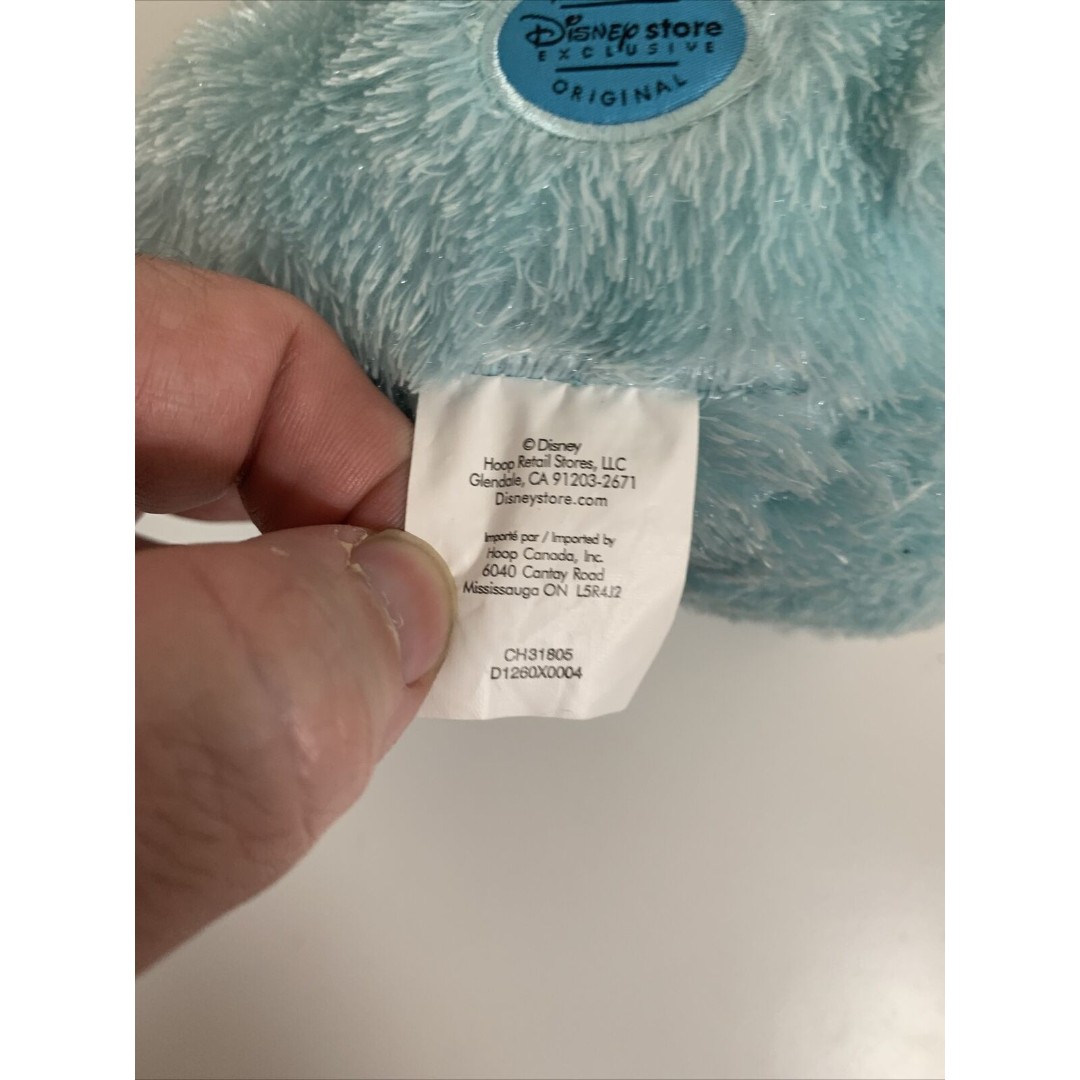 Disney store
EXCLUSIVE
ORIGINAL
© Disney
Hoop Retail Stores, LLC
Glendale, CA 91203-2671
Disneystore.com
Importé par / Imported by
Hoop Canada, Inc.
6040 Cantay Road
Mississauga ON L5R4J2
CH31805
D1260X0004